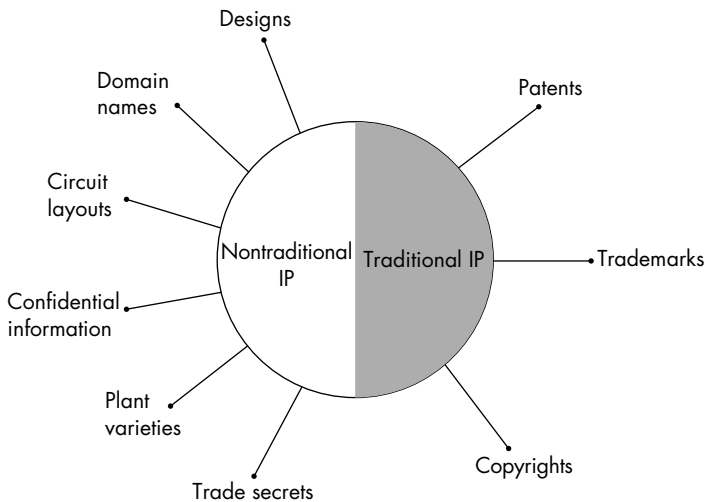 Designs
Domain
names
Patents
Circuit
layouts
Nontraditional
IP
Traditional IP
Trademarks
Confidential
information
Plant
varieties
Copyrights
Trade secrets